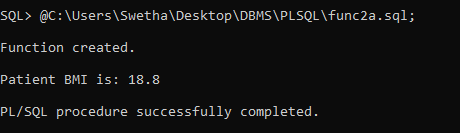 SQL> @C:\Users\Swetha\Desktop\DBMS\PLSQL\func2a.sql;
Function created.
Patient BMI is: 18.8
PL/SQL procedure successfully completed.